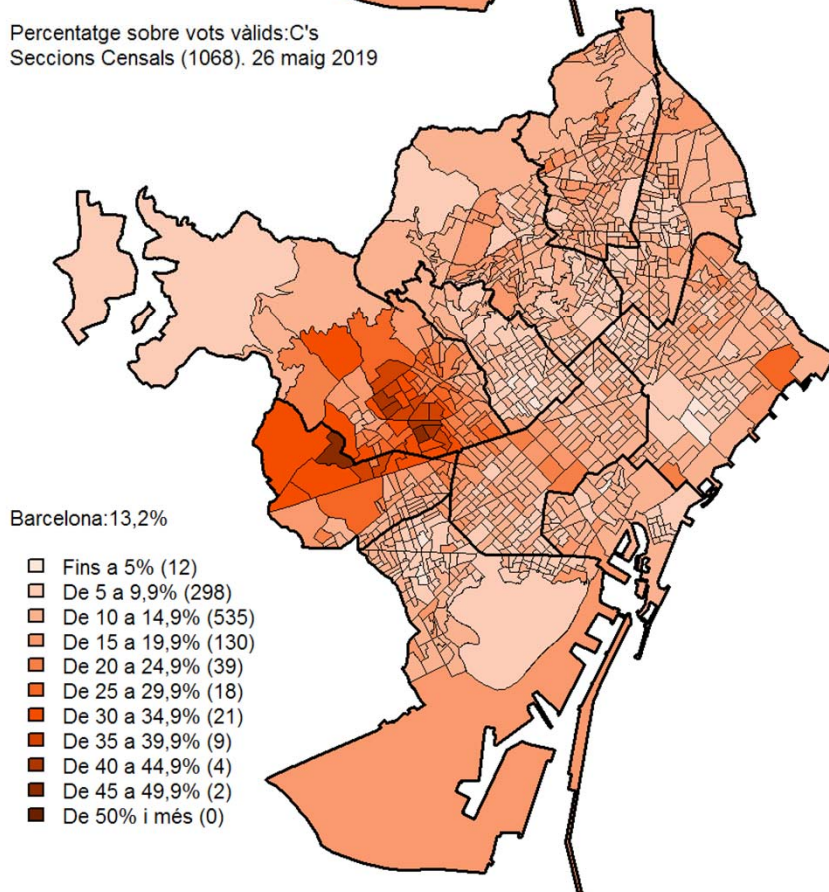 Percentatge sobre vots vàlids:C's
Seccions Censals (1068). 26 maig 2019
Barcelona:13,2%
Fins a 5% (12)
De 5 a 9,9% (298)
De 10 a 14,9% (535)
De 15 a 19,9% (130)
De 20 a 24,9% (39)
De 25 a 29,9% (18)
De 30 a 34,9% (21)
De 35 a 39,9% (9)
De 40 a 44,9% (4)
De 45 a 49,9% (2)
De 50% i més (0)